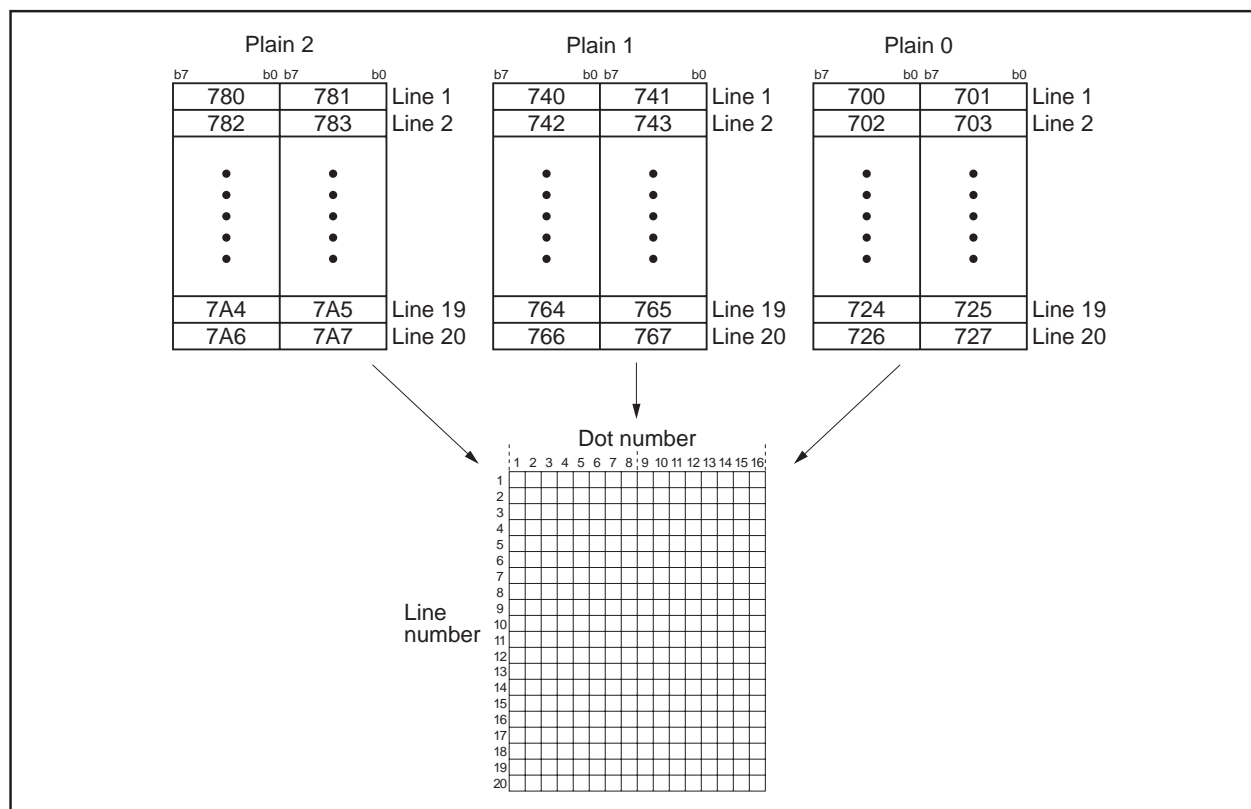 Plain 2 Plain 1 Plain 0
b7 b0 b7 b0 b7 b0 b7 b0 b7 b0 b7 b0
780 781 Line 1 740 741 Line 1 700 701 Line 1
782 783 Line 2 742 743 Line 2 702 703 Line 2
7A4 7A5 Line 19 764 765 Line 19 724 725 Line 19
7A6 7A7 Line 20 766 767 Line 20 726 727 Line 20
Dot number
1 2 3 4 5 6 7 8 9 10 11 12 13 14 15 16
1
2
3
4
5
6
7
8
9
10
11
12
13
14
15
16
17
18
19
20
Line
number